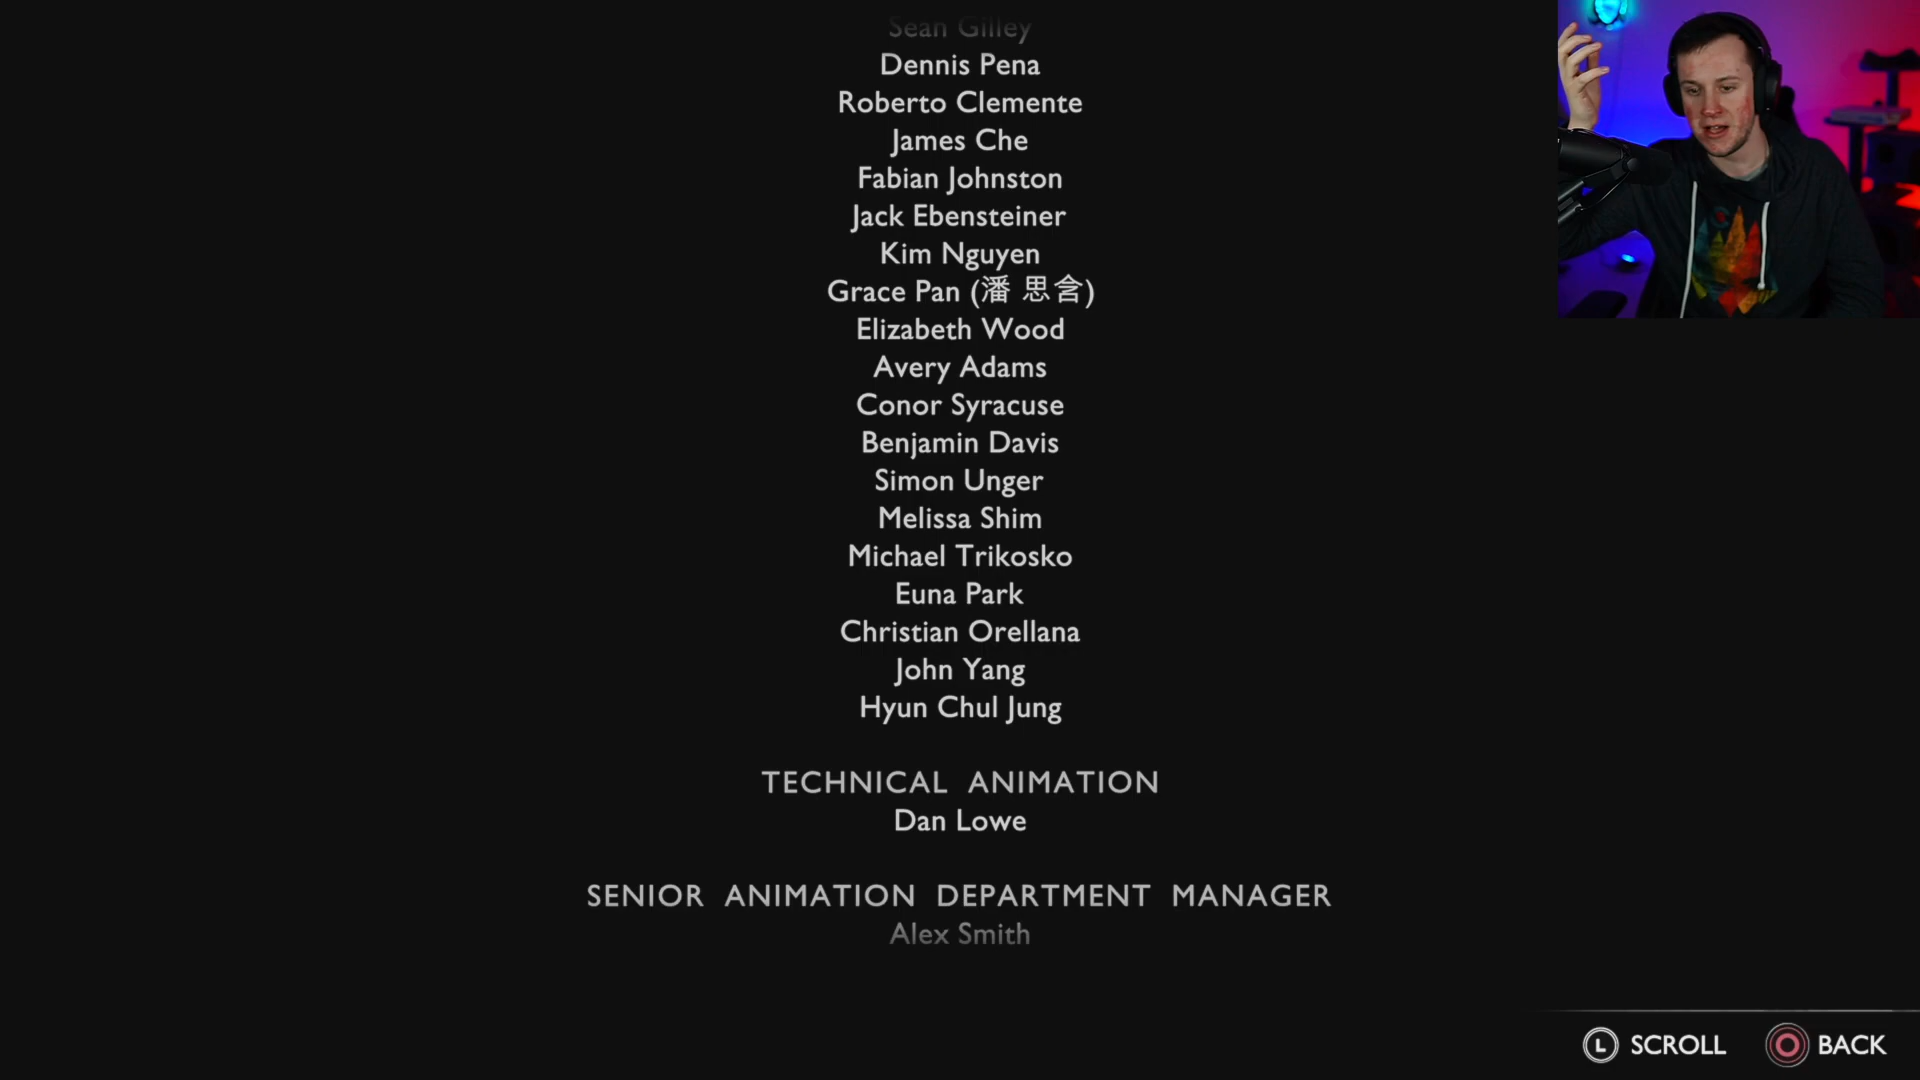 Sean Gilley
Dennis Pena
Roberto Clemente
James Che
Fabian Johnston
Jack Ebensteiner
Kim Nguyen
Grace Pan (潘 思含)
Elizabeth Wood
Avery Adams
Conor Syracuse
Benjamin Davis
Simon Unger
Melissa Shim
Michael Trikosko
Euna Park
Christian Orellana
John Yang
Hyun Chul Jung
TECHNICAL ANIMATION
Dan Lowe
SENIOR ANIMATION DEPARTMENT MANAGER
Alex Smith
L SCROLL BACK